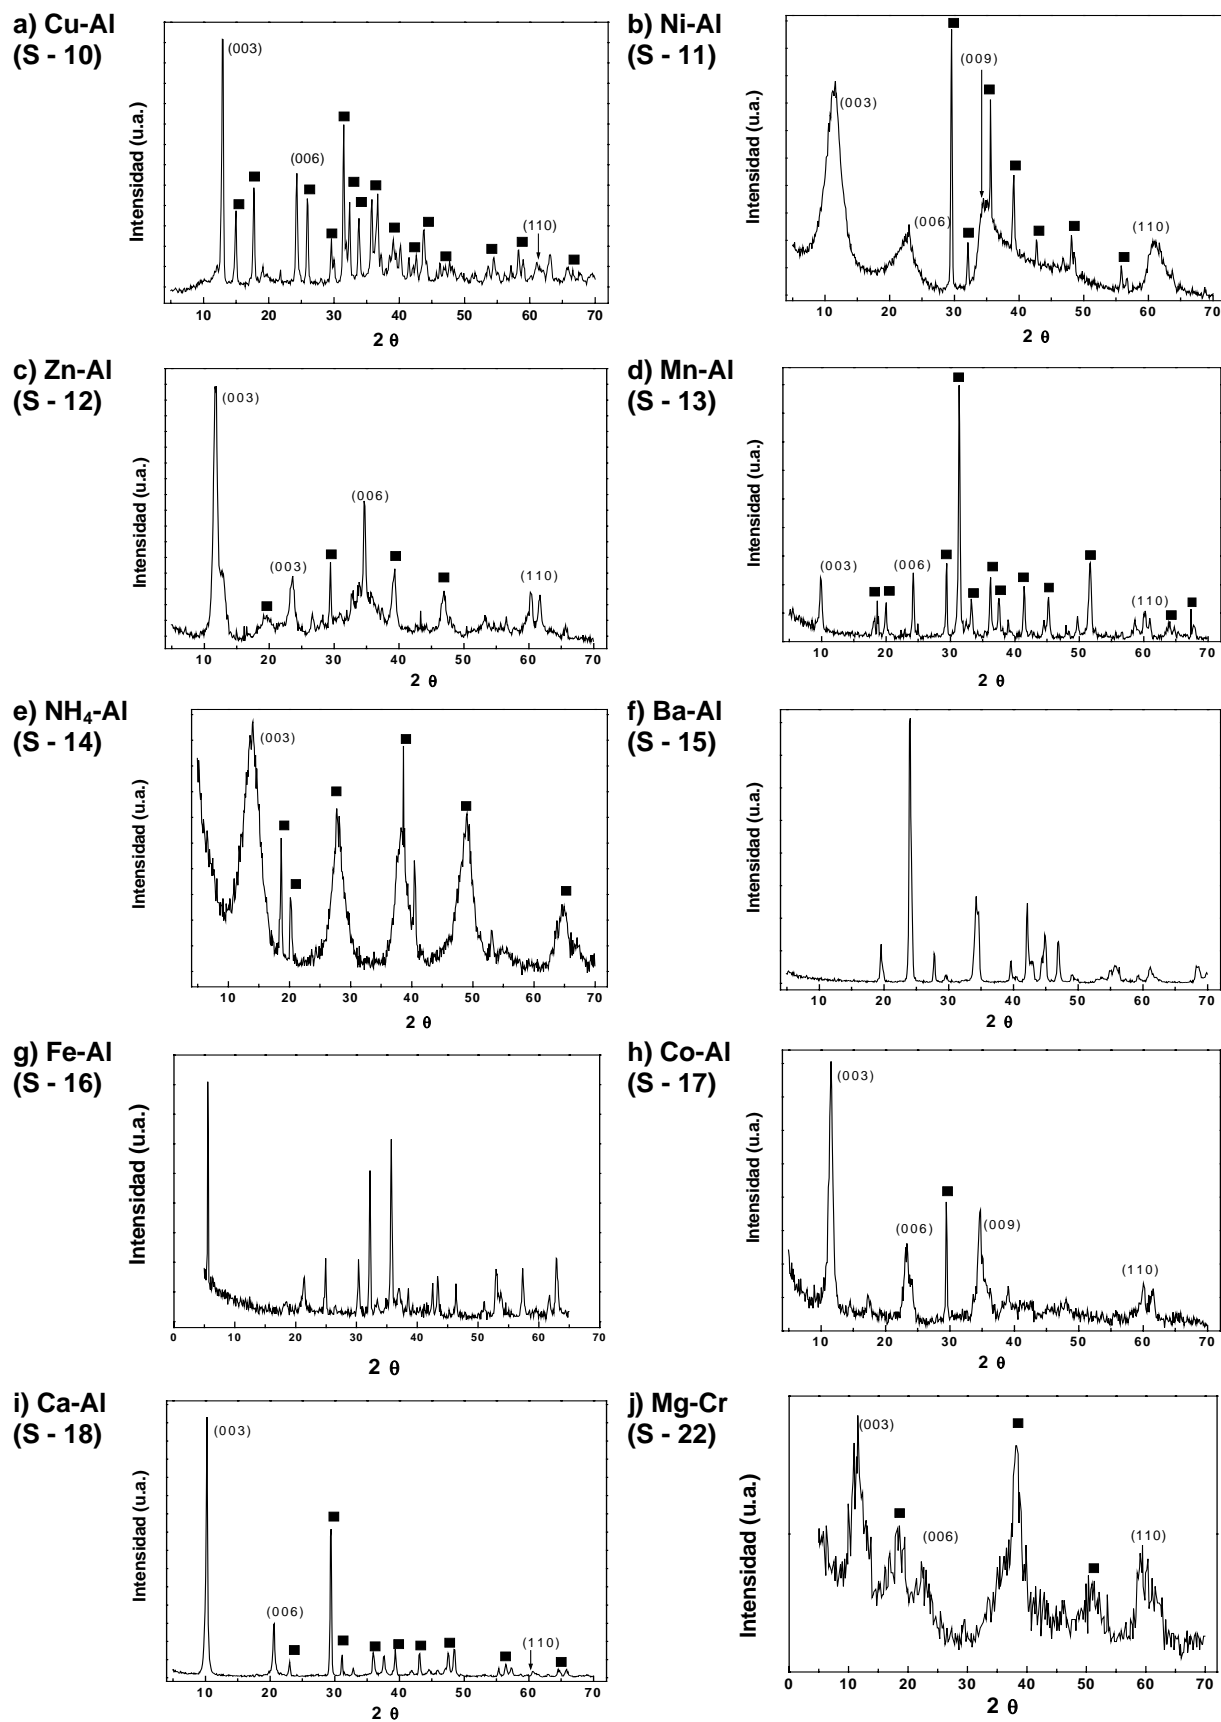 a) Cu-Al
(S - 10)
Intensidad (u.a.)
(003)
(006)
(110)
10 20 30 40 50 60 70
2 θ
b) Ni-Al
(S - 11)
Intensidad (u.a.)
(003)
(006)
(009)
(110)
10 20 30 40 50 60 70
2 θ
c) Zn-Al
(S - 12)
Intensidad (u.a.)
(003)
(003)
(006)
(110)
10 20 30 40 50 60 70
2 θ
d) Mn-Al
(S - 13)
Intensidad (u.a.)
(003)
(006)
(110)
10 20 30 40 50 60 70
2 θ
e) NH₄-Al
(S - 14)
Intensidad (u.a.)
(003)
10 20 30 40 50 60 70
2 θ
f) Ba-Al
(S - 15)
Intensidad (u.a.)
10 20 30 40 50 60 70
2 θ
g) Fe-Al
(S - 16)
Intensidad (u.a.)
0 10 20 30 40 50 60 70
2 θ
h) Co-Al
(S - 17)
Intensidad (u.a.)
(003)
(006)
(009)
(110)
10 20 30 40 50 60 70
2 θ
i) Ca-Al
(S - 18)
Intensidad (u.a.)
(003)
(006)
(110)
10 20 30 40 50 60 70
2 θ
j) Mg-Cr
(S - 22)
Intensidad (u.a.)
(003)
(006)
(110)
0 10 20 30 40 50 60 70
2 θ